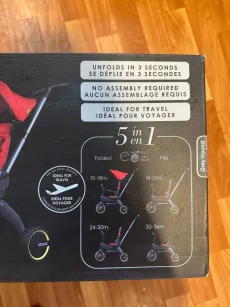 UNFOLDS IN 3 SECONDS
SE DÉPLIE EN 3 SECONDES
NO ASSEMBLY REQUIRED
AUCUN ASSEMBLAGE REQUIS
IDEAL FOR TRAVEL
IDÉAL POUR VOYAGER
5 in 1
en
Folded
Plié
10-18m.
18-24m.
IDEAL FOR
TRAVEL
IDÉAL POUR
VOYAGER
24-30m.
30-36m.
Grey Hound